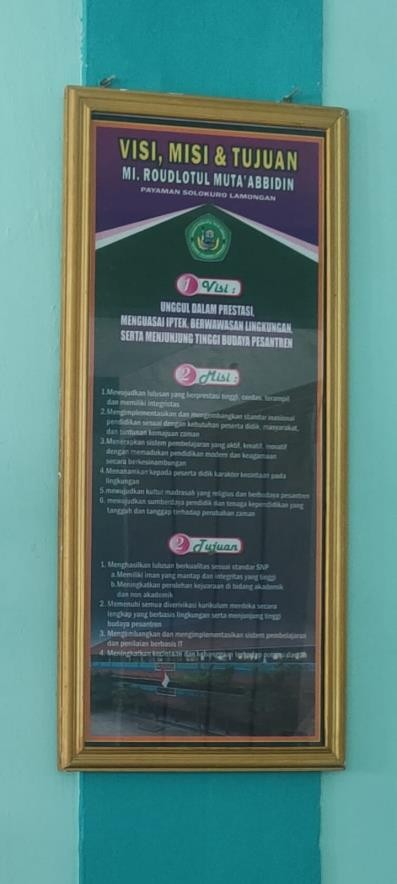 VISI, MISI & TUJUAN
MI. ROUDLOTUL MUTA'ABBIDIN
PAYAMAN SOLOKURO LAMONGAN
1 Visi :
UNGGUL DALAM PRESTASI,
MENGUASAI IPTEK, BERWAWASAN LINGKUNGAN,
SERTA MENJUNJUNG TINGGI BUDAYA PESANTREN
2 Misi :
1.Mewujudkan lulusan yang berprestasi tinggi, cerdas, terampil
dan memiliki integritas
2.Mengimplementasikan dan mengembangkan standar nasional
pendidikan sesuai dengan kebutuhan peserta didik, masyarakat,
dan tuntunan kemajuan zaman
3.Menerapkan sistem pembelajaran yang aktif, kreatif, inovatif
dengan memadukan pendidikan modern dan keagamaan
secara berkesinambungan
4.Menanamkan kepada peserta didik karakter kecintaan pada
lingkungan
5.mewujudkan kultur madrasah yang religius dan berbudaya pesantren
6. mewujudkan sumberdaya pendidik dan tenaga kependidikan yang
tangguh dan tanggap terhadap perubahan zaman
2 Tujuan
1. Menghasilkan lulusan berkualitas sesuai standar SNP
a.Memiliki iman yang mantap dan integritas yang tinggi
b.Meningkatkan perolehan kejuaraan di bidang akademik
dan non akademik
2. Memenuhi semua diverivikasi kurikulum merdeka secara
lengkap yang berbasis lingkungan serta menjunjung tinggi
budaya pesantren
3. Mengembangkan dan mengimplementasikan sistem pembelajaran
dan penilaian berbasis IT
4. Meningkatkan kecintaan dan kebanggaan terhadap potensi daerah